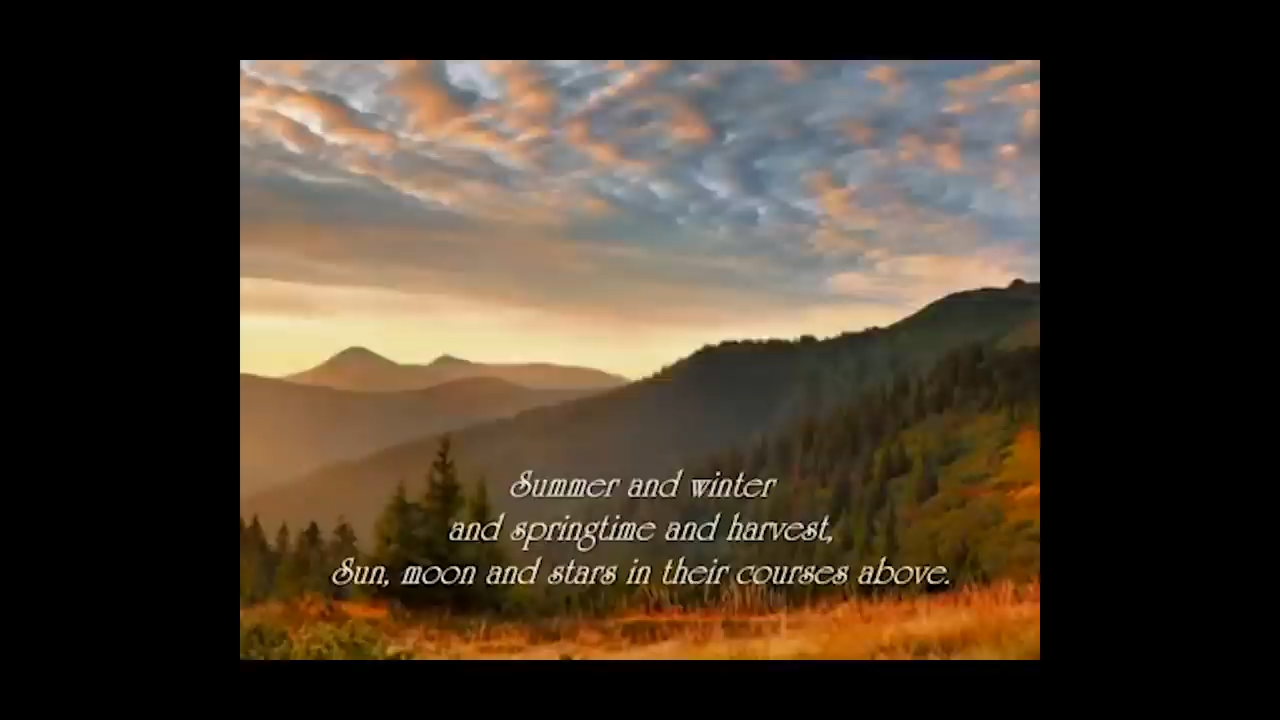 Summer and winter
and springtime and harvest,
Sun, moon and stars in their courses above.